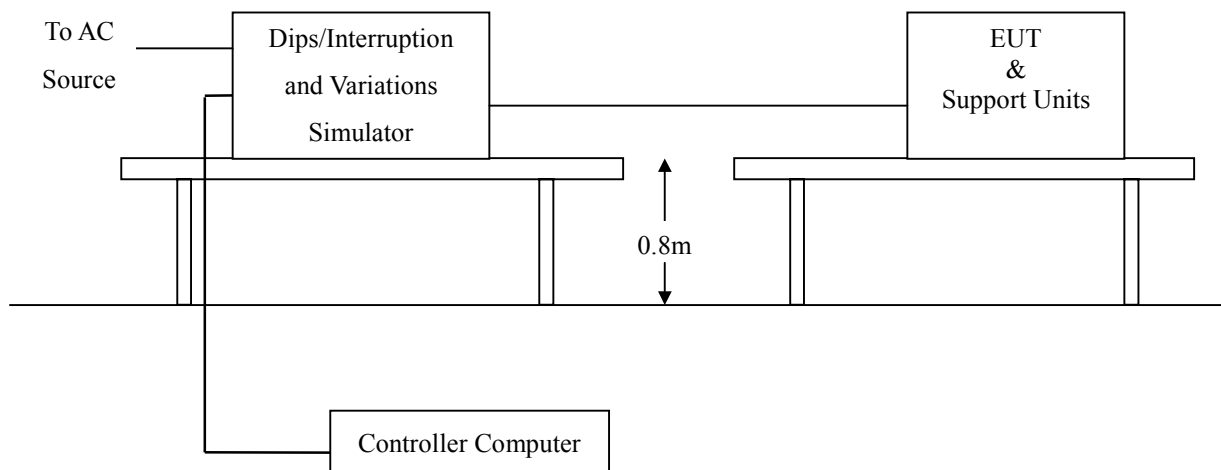 To AC
Source
Dips/Interruption
and Variations
Simulator
EUT
&
Support Units
0.8m
Controller Computer